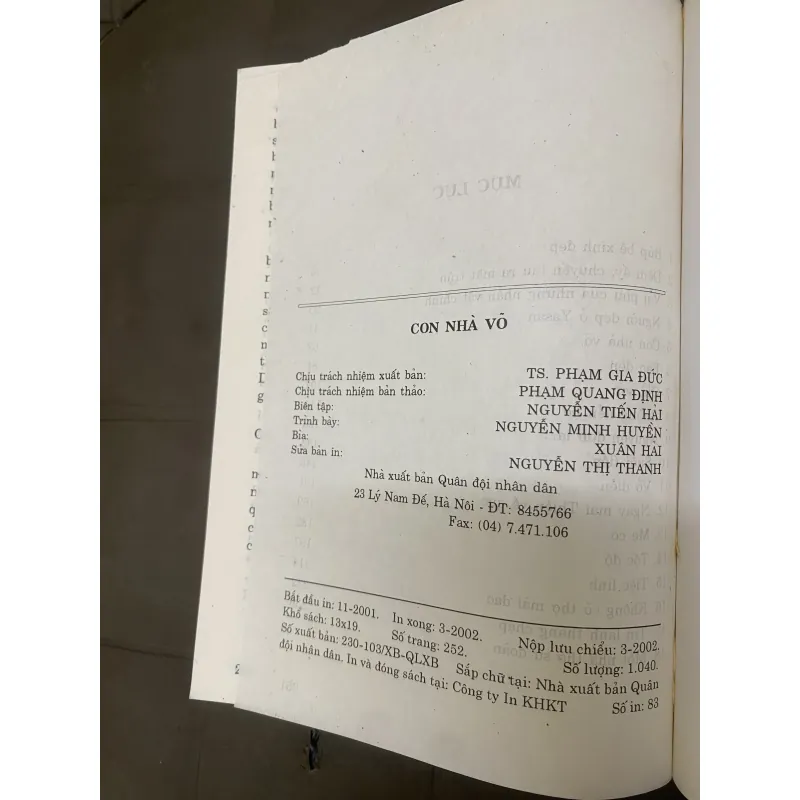 CON NHÀ VÕ
Chịu trách nhiệm xuất bản: TS. PHẠM GIA ĐỨC
Chịu trách nhiệm bản thảo: PHẠM QUANG ĐỊNH
Biên tập: NGUYỄN TIẾN HẢI
Trình bày: NGUYỄN MINH HUYỀN
Bìa: XUÂN HẢI
Sửa bản in: NGUYỄN THỊ THANH
Nhà xuất bản Quân đội nhân dân
23 Lý Nam Đế, Hà Nôi - ĐT: 8455766
Fax: (04) 7.471.106
Bắt đầu in: 11-2001. In xong: 3-2002. Nộp lưu chiểu: 3-2002.
Khổ sách: 13x19. Số trang: 252. Số lượng: 1.040.
Số xuất bản: 230-103/XB-QLXB Sắp chữ tại: Nhà xuất bản Quân
đội nhân dân. In và đóng sách tại: Công ty In KHKT Số in: 83